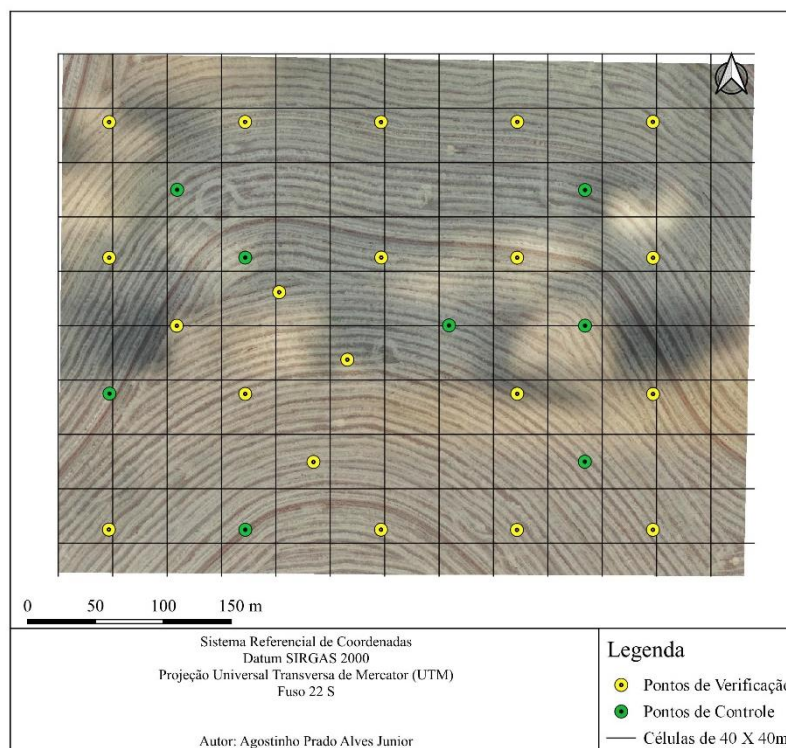 0 50 100 150 m
Sistema Referencial de Coordenadas
Datum SIRGAS 2000
Projeção Universal Transversa de Mercator (UTM)
Fuso 22 S
Autor: Agostinho Prado Alves Junior
Legenda
Pontos de Verificação
Pontos de Controle
Células de 40 X 40m